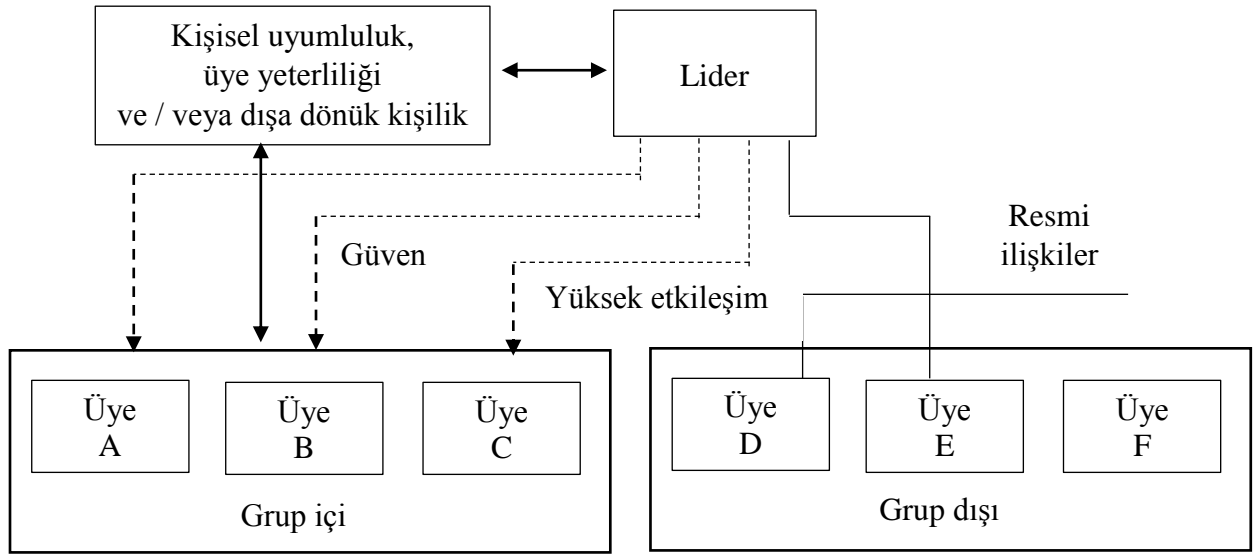 Kişisel uyumluluk,
üye yeterliliği
ve / veya dışa dönük kişilik
Lider
Resmi
ilişkiler
Güven
Yüksek etkileşim
Üye
A
Üye
B
Üye
C
Grup içi
Üye
D
Üye
E
Üye
F
Grup dışı